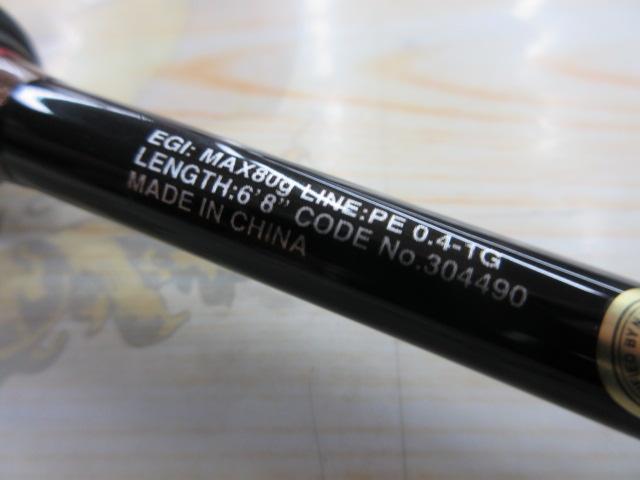 EGI: MAX80g LINE:PE 0.4-1G
LENGTH:6'8" CODE No.304490
MADE IN CHINA